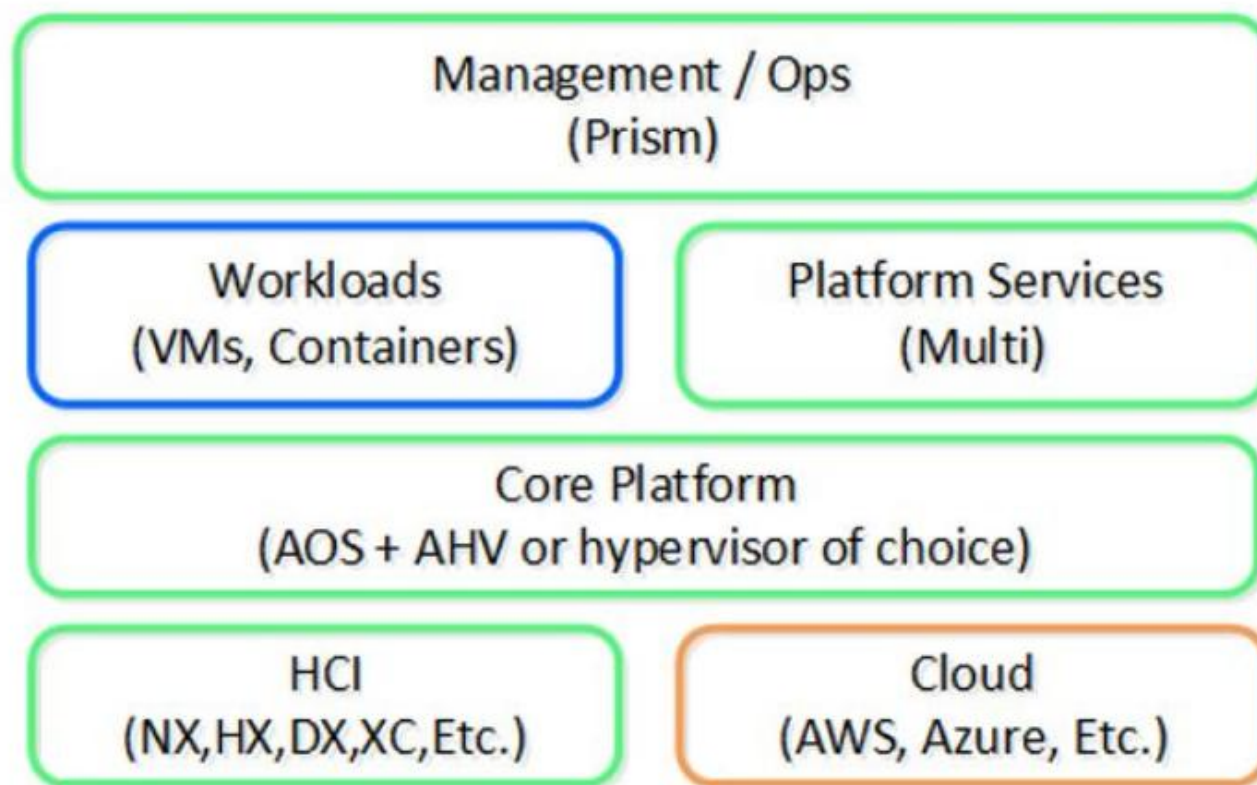 Management / Ops
(Prism)
Workloads
(VMs, Containers)
Platform Services
(Multi)
Core Platform
(AOS + AHV or hypervisor of choice)
HCI
(NX,HX,DX,XC,Etc.)
Cloud
(AWS, Azure, Etc.)